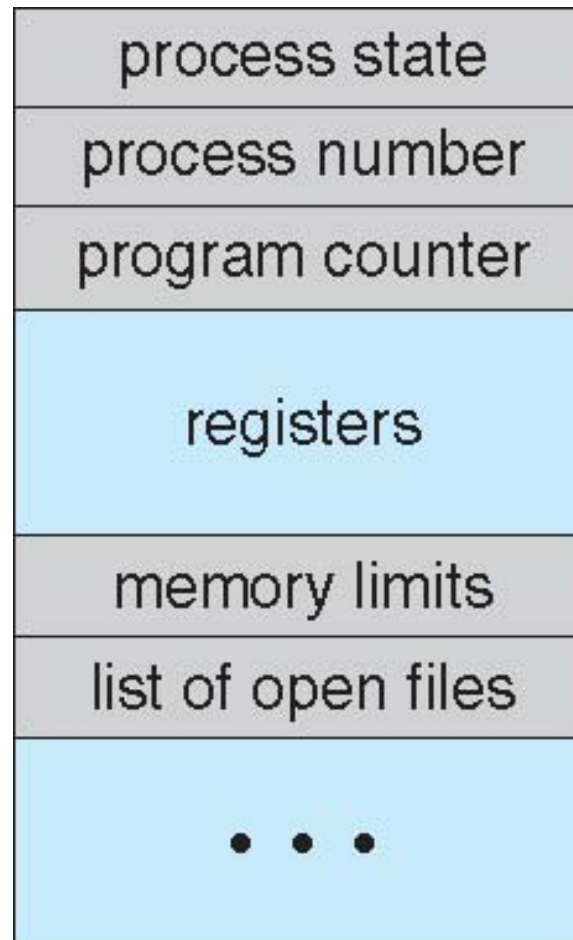 process state
process number
program counter
registers
memory limits
list of open files
• • •